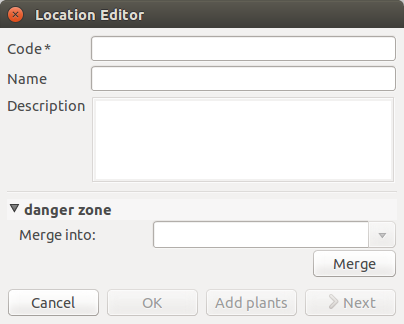 Location Editor
Code*
Name
Description
danger zone
Merge into:
Merge
Cancel OK Add plants Next